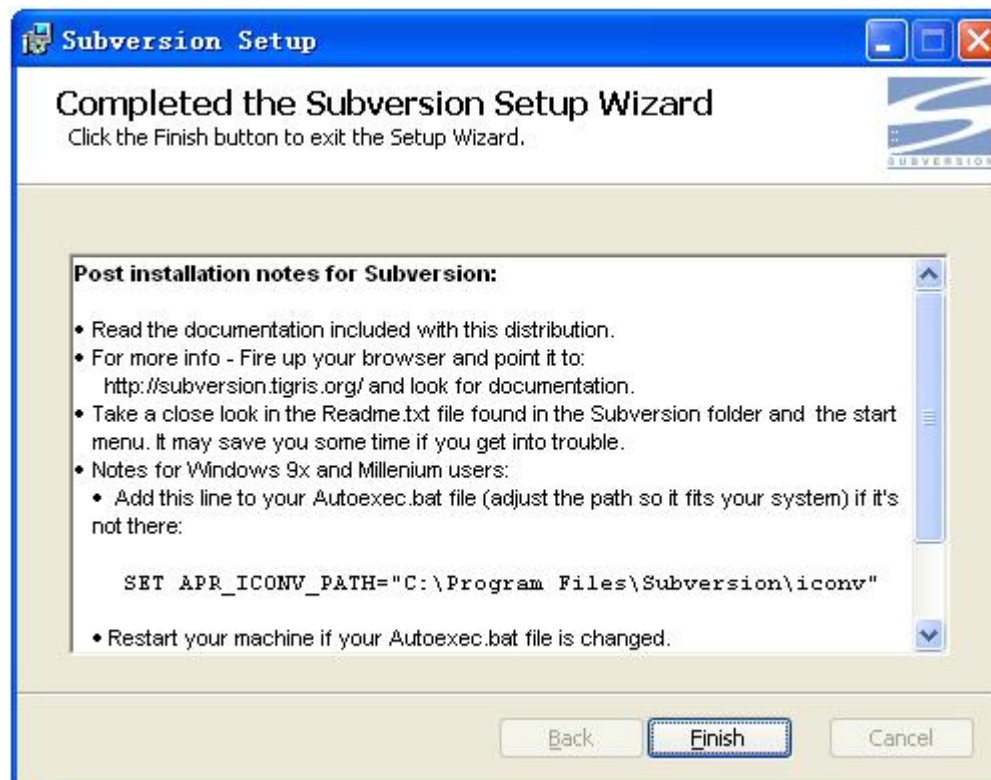 Subversion Setup
Completed the Subversion Setup Wizard
Click the Finish button to exit the Setup Wizard.
SUBVERSION
Post installation notes for Subversion:
• Read the documentation included with this distribution.
• For more info - Fire up your browser and point it to:
http://subversion.tigris.org/ and look for documentation.
• Take a close look in the Readme.txt file found in the Subversion folder and the start
menu. It may save you some time if you get into trouble.
• Notes for Windows 9x and Millenium users:
• Add this line to your Autoexec.bat file (adjust the path so it fits your system) if it's
not there:
SET APR_ICONV_PATH="C:\Program Files\Subversion\iconv"
• Restart your machine if your Autoexec.bat file is changed.
Back Finish Cancel